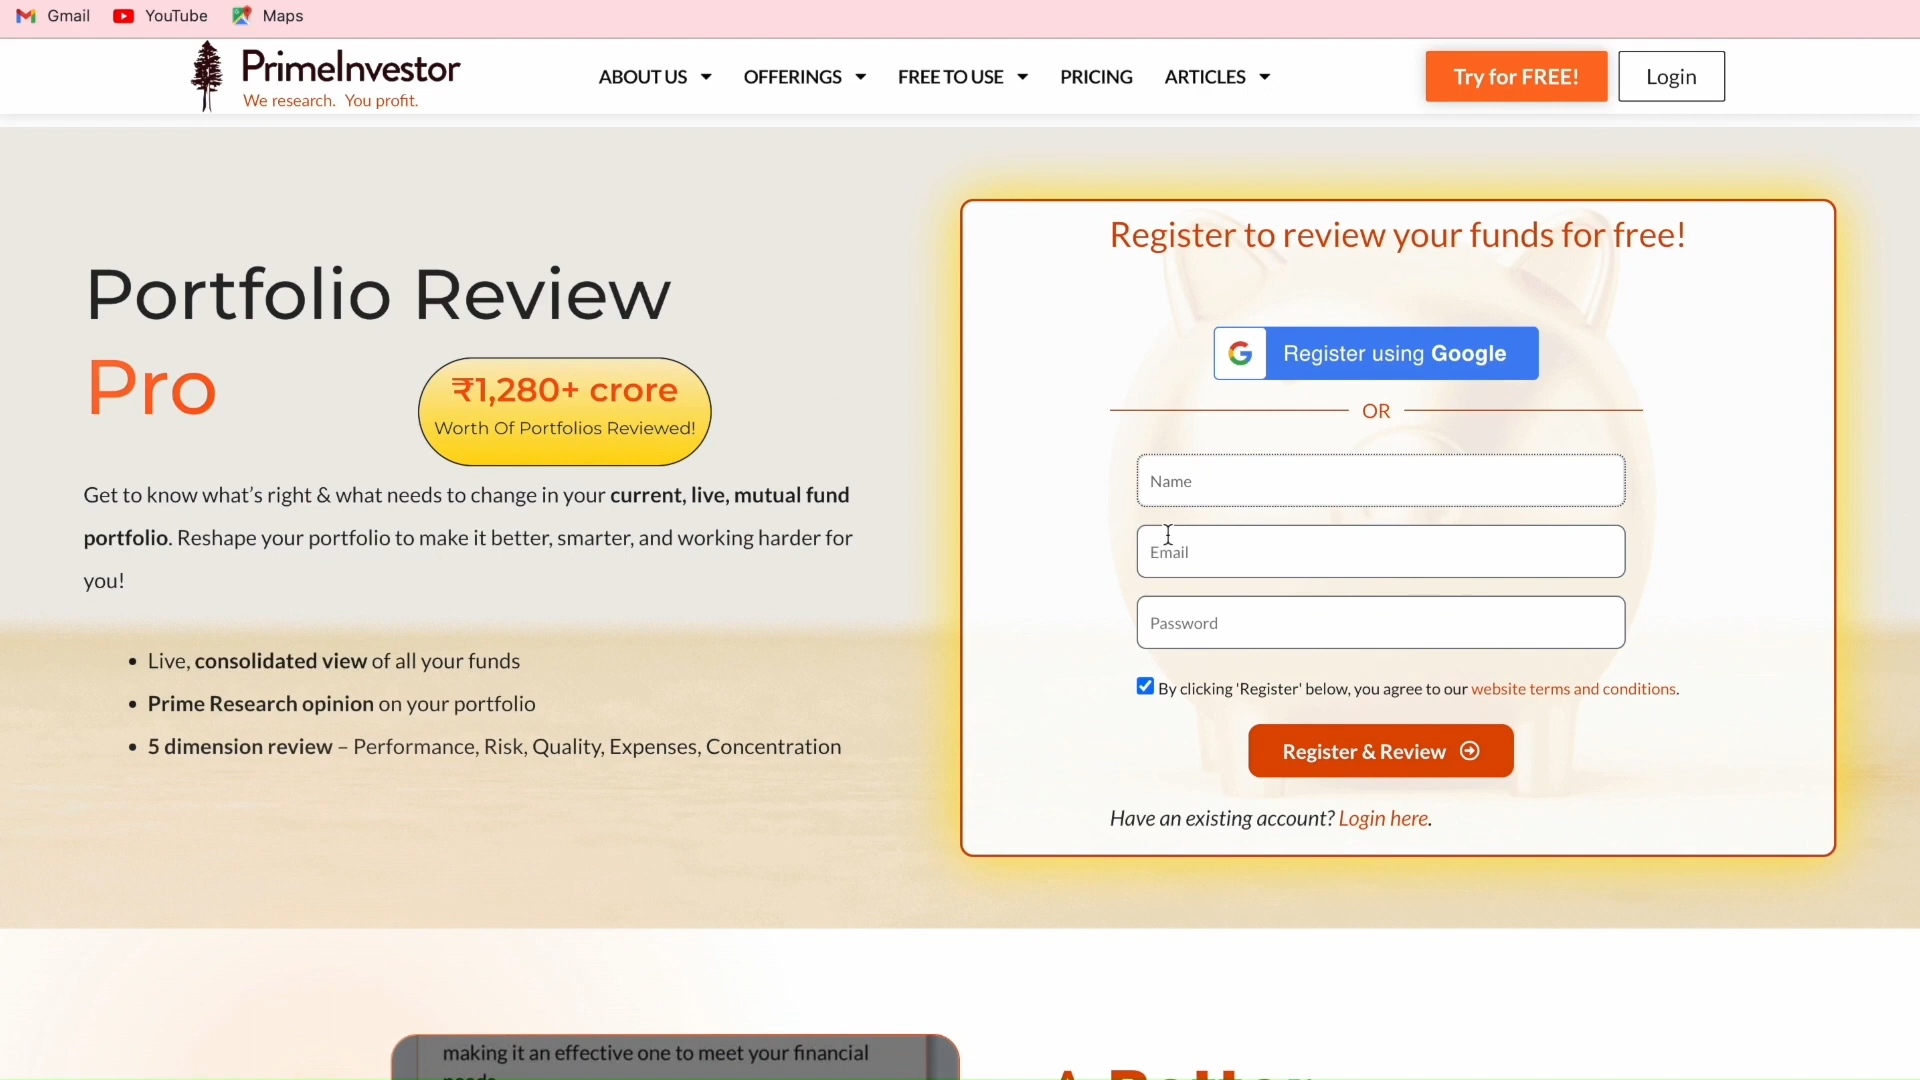 Gmail YouTube Maps
PrimeInvestor
We research. You profit.
ABOUT US OFFERINGS FREE TO USE PRICING ARTICLES
Try for FREE! Login
Portfolio Review
Pro
₹1,280+ crore
Worth Of Portfolios Reviewed!
Get to know what’s right & what needs to change in your current, live, mutual fund
portfolio. Reshape your portfolio to make it better, smarter, and working harder for
you!
• Live, consolidated view of all your funds
• Prime Research opinion on your portfolio
• 5 dimension review – Performance, Risk, Quality, Expenses, Concentration
Register to review your funds for free!
G Register using Google
OR
Name
Email
Password
By clicking 'Register' below, you agree to our website terms and conditions.
Register & Review
Have an existing account? Login here.
making it an effective one to meet your financial